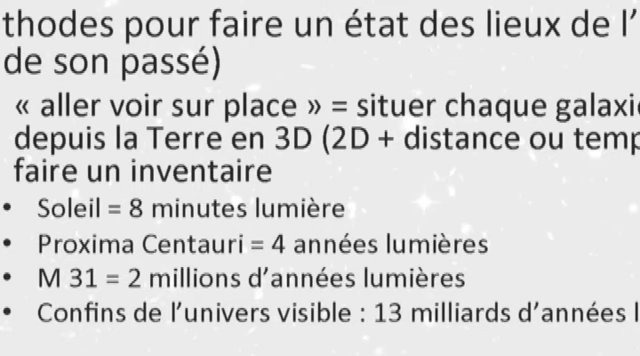 thodes pour faire un état des lieux de l’
de son passé)
« aller voir sur place » = situer chaque galaxi
depuis la Terre en 3D (2D + distance ou temp
faire un inventaire
• Soleil = 8 minutes lumière
• Proxima Centauri = 4 années lumières
• M 31 = 2 millions d’années lumières
• Confins de l’univers visible : 13 milliards d’années l